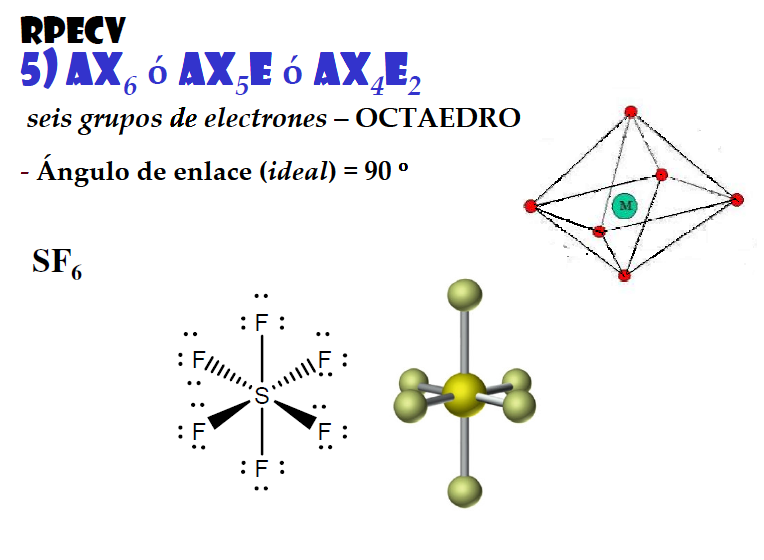 RPECV
5) AX6 ó AX5E ó AX4E2
seis grupos de electrones – OCTAEDRO
- Ángulo de enlace (ideal) = 90 º
M
SF6
F
F F
S
F F
F